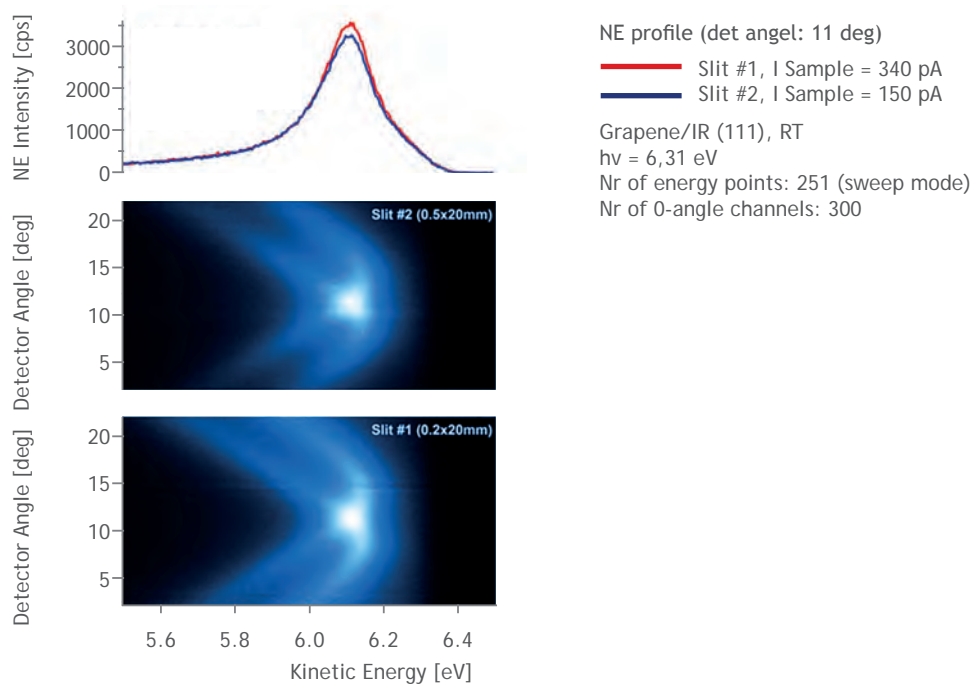 NE Intensity [cps]
3000
2000
1000
0
NE profile (det angel: 11 deg)
Slit #1, I Sample = 340 pA
Slit #2, I Sample = 150 pA
Grapene/IR (111), RT
hv = 6,31 eV
Nr of energy points: 251 (sweep mode)
Nr of 0-angle channels: 300
Detector Angle [deg]
20
15
10
5
Slit #2 (0.5x20mm)
Detector Angle [deg]
20
15
10
5
Slit #1 (0.2x20mm)
5.6 6.0 6.2 6.4
5.8
Kinetic Energy [eV]